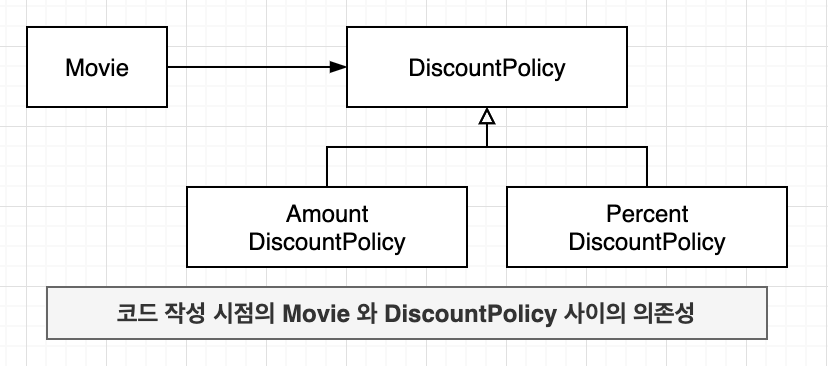 Movie
DiscountPolicy
Amount
DiscountPolicy
Percent
DiscountPolicy
코드 작성 시점의 Movie 와 DiscountPolicy 사이의 의존성